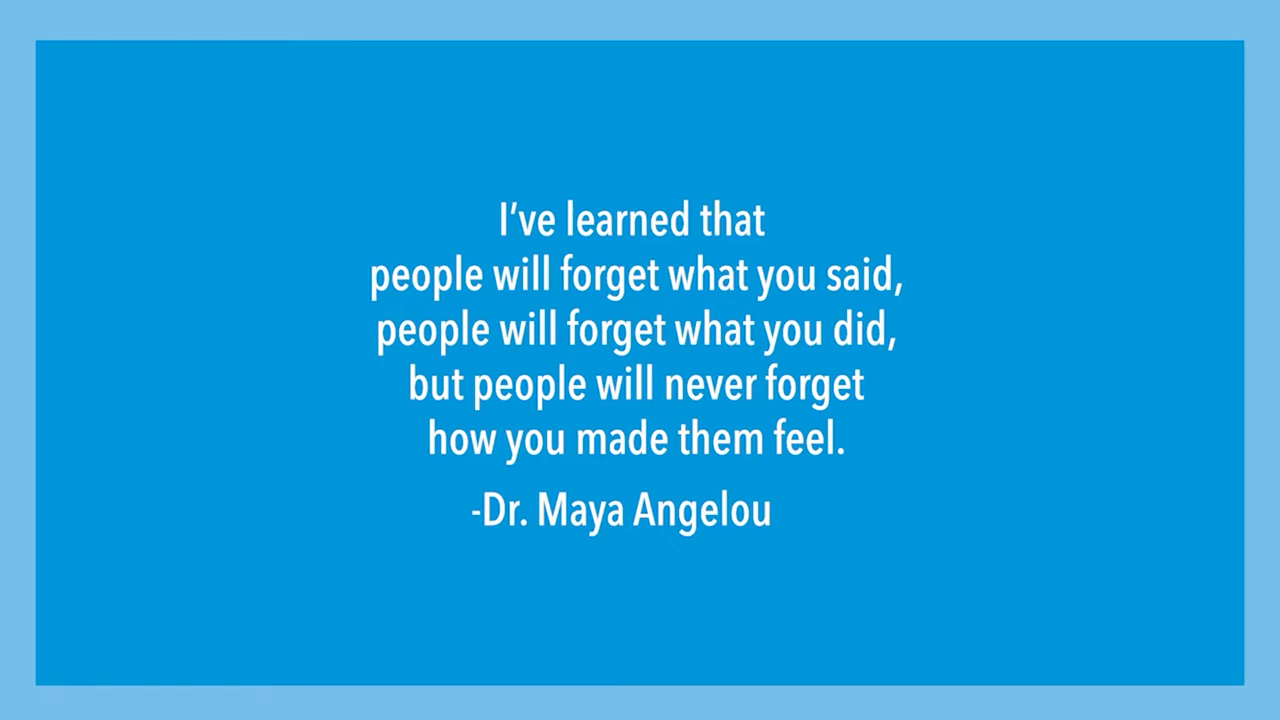 I’ve learned that
people will forget what you said,
people will forget what you did,
but people will never forget
how you made them feel.
-Dr. Maya Angelou